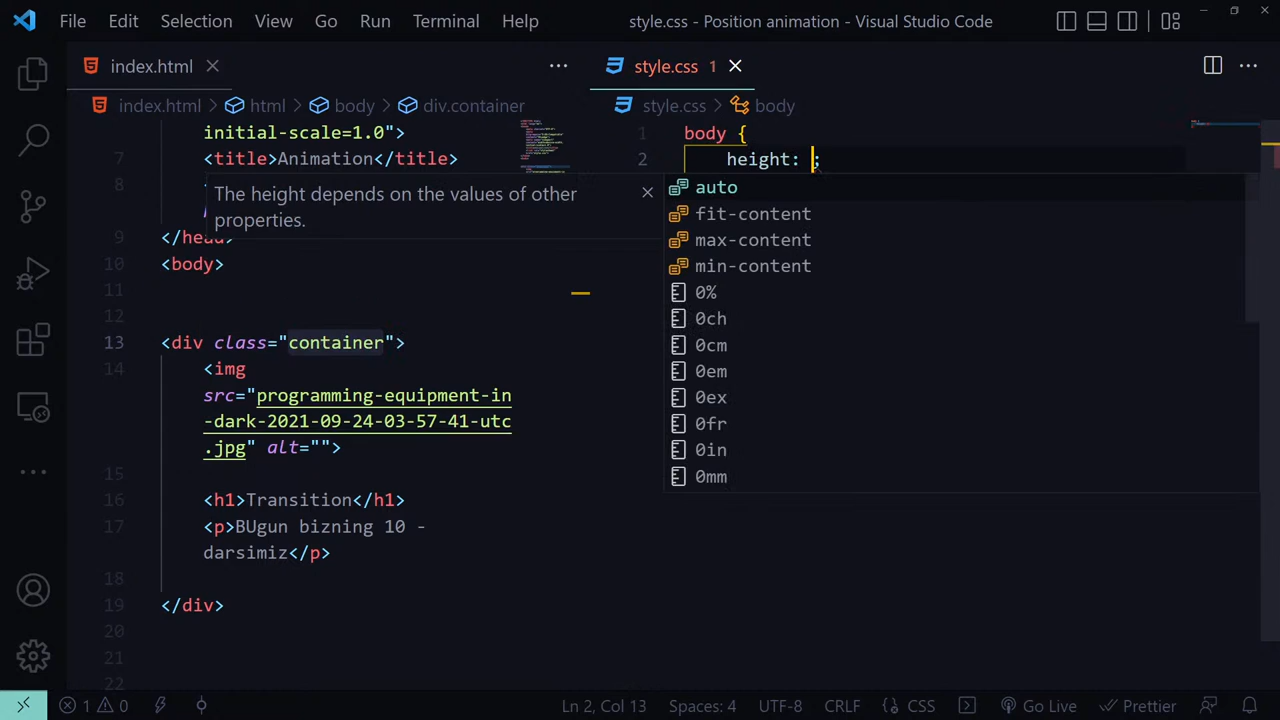 File Edit Selection View Go Run Terminal Help style.css - Position animation - Visual Studio Code
index.html
style.css 1
index.html html body div.container
style.css body
initial-scale=1.0">
7 <title>Animation</title>
8
The height depends on the values of other
properties.
9 </head>
10 <body>
11
12
13 <div class="container">
14 <img
src="programming-equipment-in
-dark-2021-09-24-03-57-41-utc
.jpg" alt="">
15
16 <h1>Transition</h1>
17 <p>BUgun bizning 10 -
darsimiz</p>
18
19 </div>
20
21
22
1 body {
2 height: ;
auto
fit-content
max-content
min-content
0%
0ch
0cm
0em
0ex
0fr
0in
0mm
1 0 Ln 2, Col 13 Spaces: 4 UTF-8 CRLF CSS Go Live Prettier